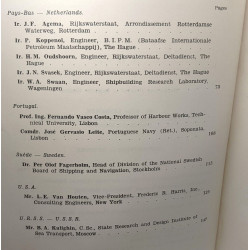 Pages
Pays-Bas — Netherlands.
Ir. J. F. Agema, Rijkswaterstaat, Arrondissement Rotterdamse
Waterweg, Rotterdam
Ir. P. Koppenol, Engineer, B. I. P. M. (Bataafse Internationale
Petroleum Maatschappij), The Hague
Ir. H. M. Oudshoorn, Engineer, Rijkswaterstaat, Deltadienst,
The Hague
Ir. J. N. Svasek, Engineer, Rijkswaterstaat, Deltadienst, The Hague
Ir. W. A. Swaan, Engineer, Shipbuilding Research Laboratory,
Wageningen
Portugal.
Prof. Ing. Fernando Vasco Costa, Professor of Harbour Works, Tech-
nical University, Lisbon
Comdr. José Gervasio Leite, Portuguese Navy (Ret.), Bopreula,
Lisbon
Suède — Sweden.
Dr. Per Olof Fagerholm, Head of Division of the National Swedish
Board of Shipping and Navigation, Stockholm
U.S.A.
Mr. L. E. Van Houten, Vice-President, Frederic R. Harris, Inc.,
Consulting Engineers, New York
U.R.S.S. — U.S.S.R.
Mr. B. A. Kufighin, C. Sc., State Research and Design Institute of
Sea Transport, Moscow